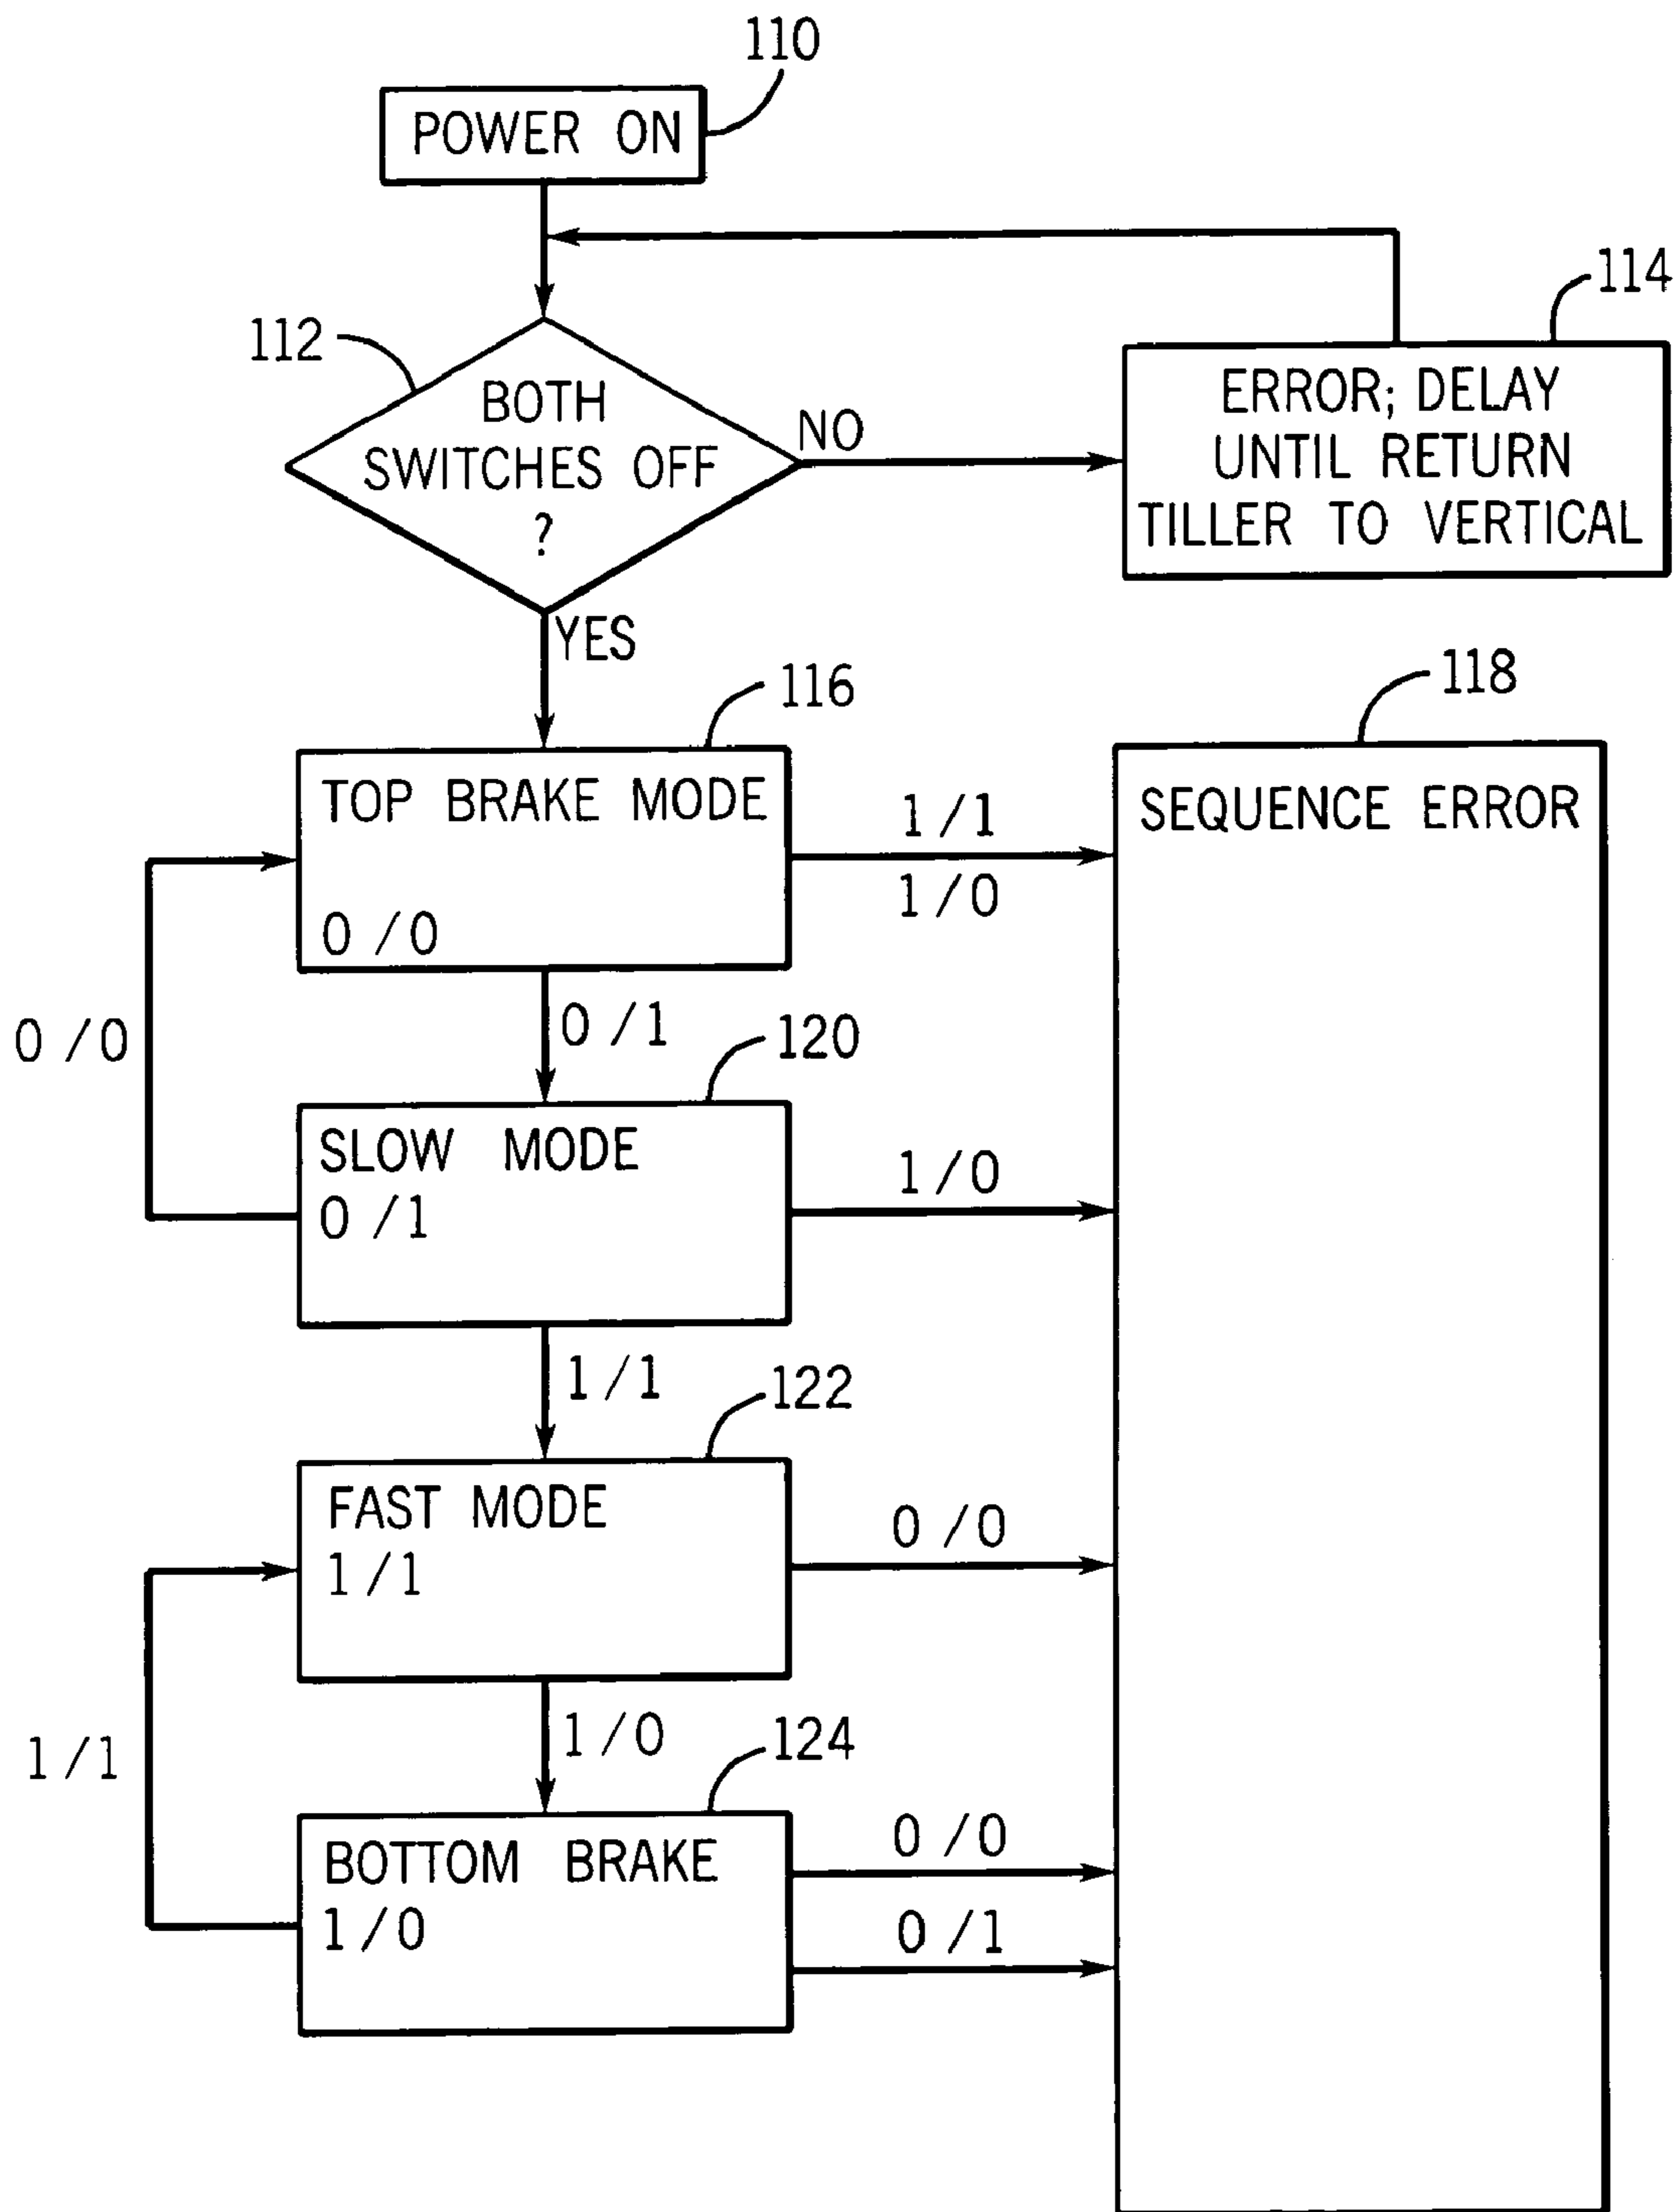 110
POWER ON
114
112
BOTH
SWITCHES OFF
?
NO
ERROR; DELAY
UNTIL RETURN
TILLER TO VERTICAL
YES
116
118
TOP BRAKE MODE
0 / 0
1 / 1
1 / 0
SEQUENCE ERROR
0 / 0
0 / 1
120
SLOW MODE
0 / 1
1 / 0
1 / 1
122
FAST MODE
1 / 1
0 / 0
1 / 1
1 / 0
124
BOTTOM BRAKE
1 / 0
0 / 0
0 / 1